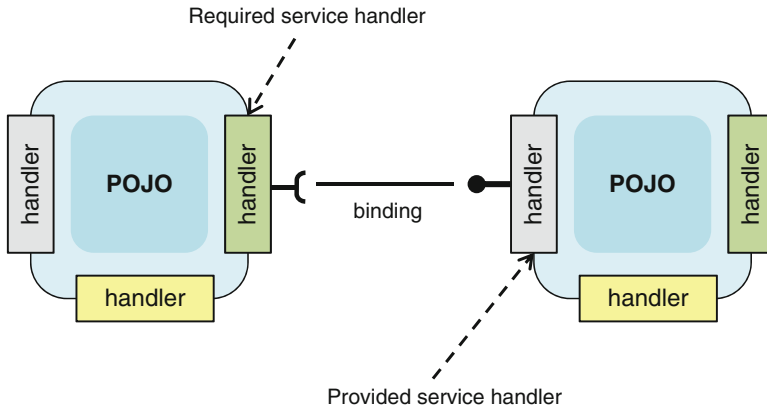 Required service handler
handler
POJO
handler
handler
binding
handler
POJO
handler
handler
Provided service handler